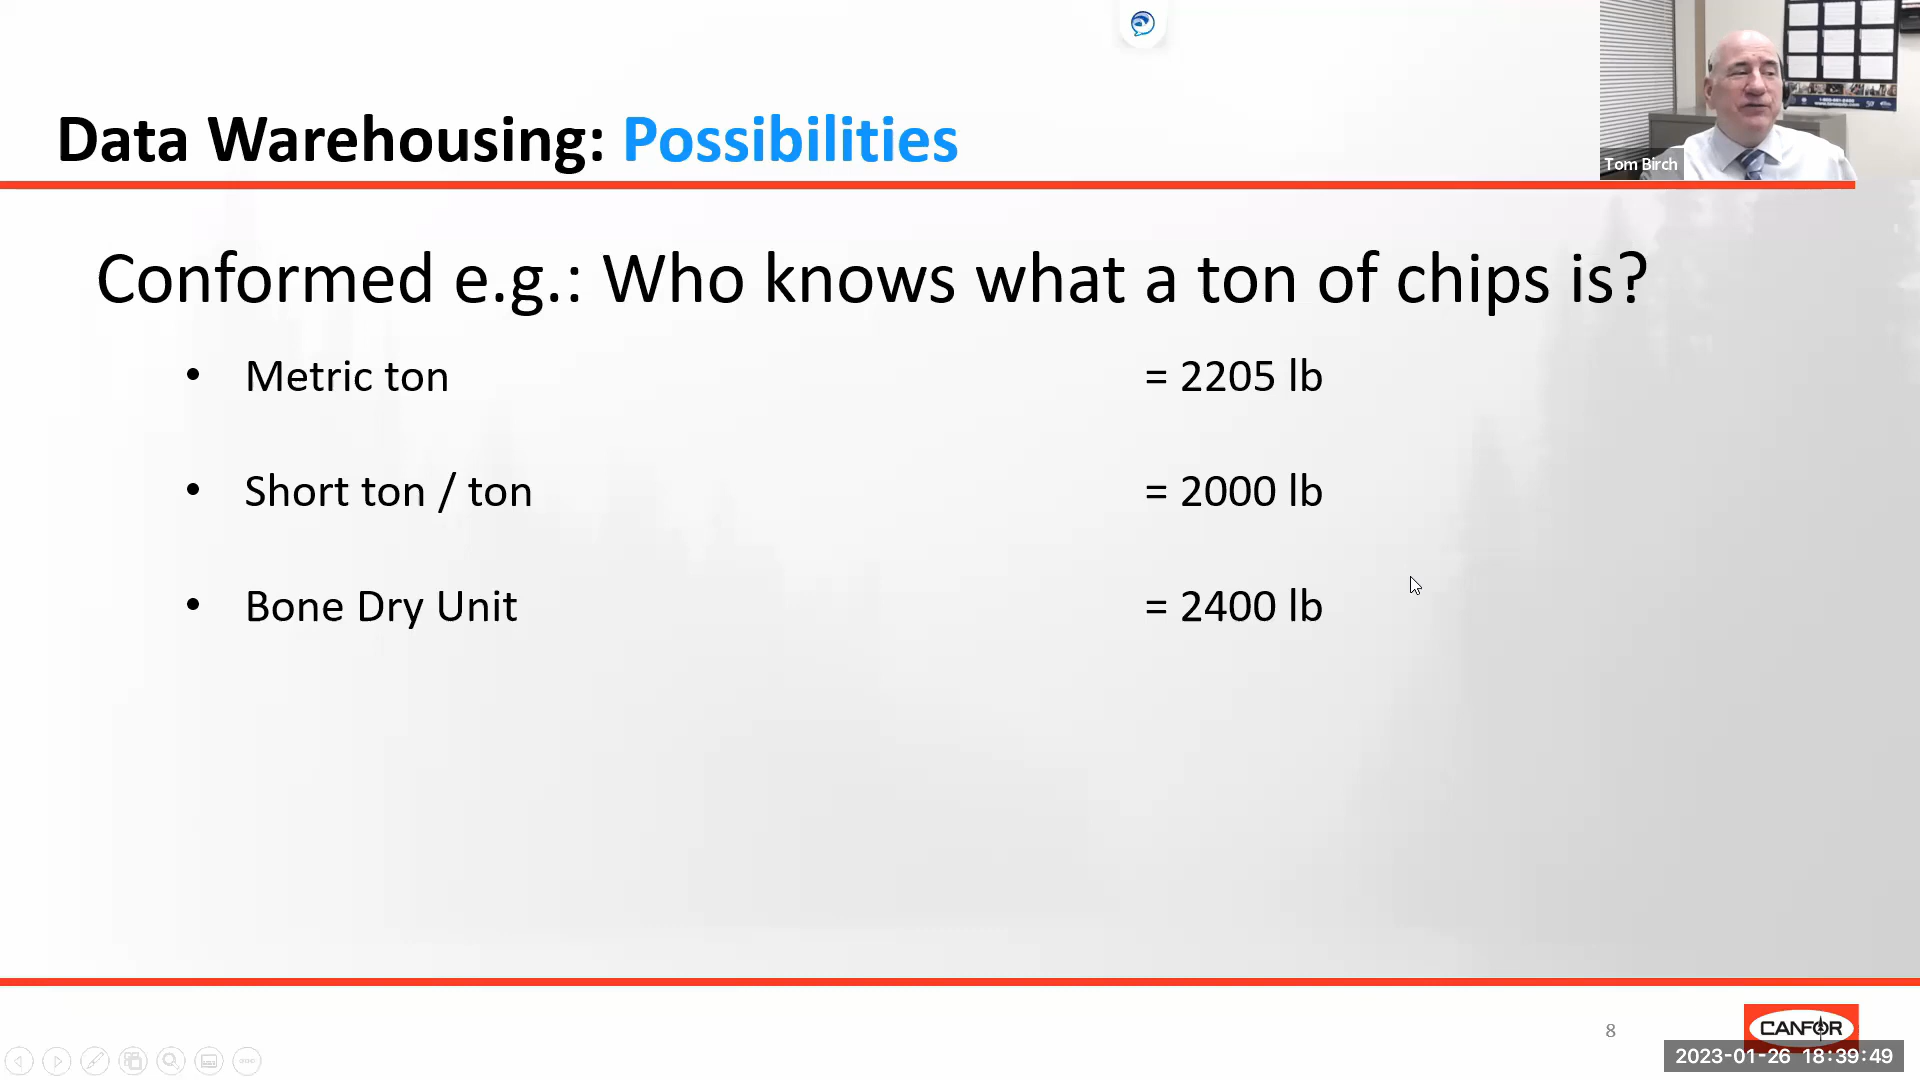 Data Warehousing: Possibilities
Tom Birch
Conformed e.g.: Who knows what a ton of chips is?
• Metric ton = 2205 lb
• Short ton / ton = 2000 lb
• Bone Dry Unit = 2400 lb
8
CANFOR
2023-01-26 18:39:49